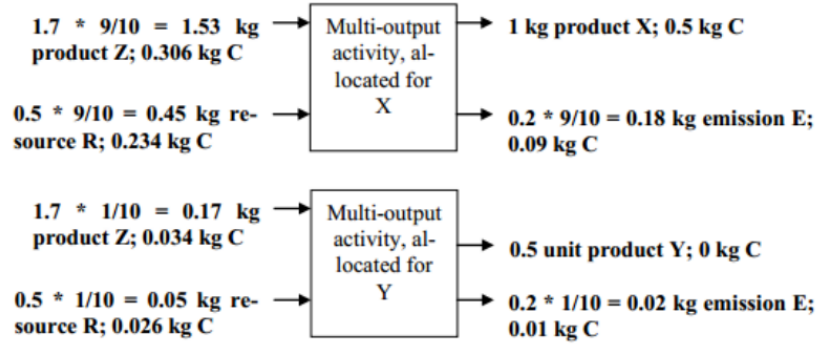 1.7 * 9/10 = 1.53 kg
product Z; 0.306 kg C
0.5 * 9/10 = 0.45 kg re-
source R; 0.234 kg C
Multi-output
activity, al-
located for
X
1 kg product X; 0.5 kg C
0.2 * 9/10 = 0.18 kg emission E;
0.09 kg C
1.7 * 1/10 = 0.17 kg
product Z; 0.034 kg C
0.5 * 1/10 = 0.05 kg re-
source R; 0.026 kg C
Multi-output
activity, al-
located for
Y
0.5 unit product Y; 0 kg C
0.2 * 1/10 = 0.02 kg emission E;
0.01 kg C